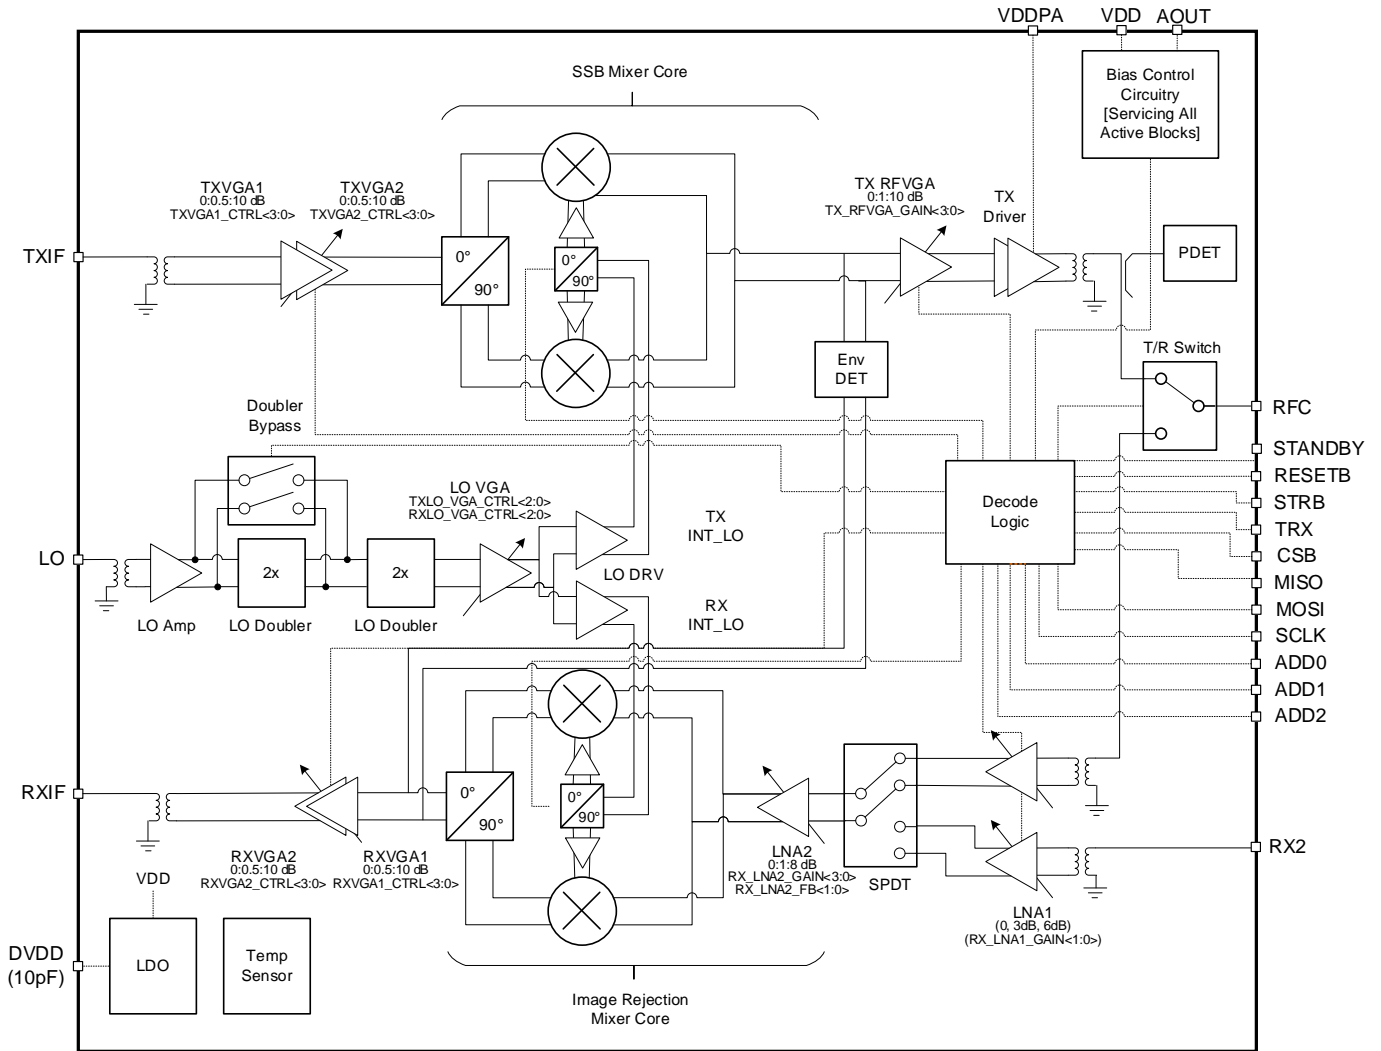 VDDPA
VDD
AOUT
SSB Mixer Core
Bias Control
Circuitry
[Servicing All
Active Blocks]
TXVGA1
0:0.5:10 dB
TXVGA1_CTRL<3:0>
TXVGA2
0:0.5:10 dB
TXVGA2_CTRL<3:0>
TX RFVGA
0:1:10 dB
TX_RFVGA_GAIN<3:0>
TX
Driver
TXIF
0°
90°
0°
90°
PDET
Env
DET
T/R Switch
RFC
Doubler
Bypass
STANDBY
RESETB
STRB
TRX
CSB
MISO
MOSI
SCLK
ADD0
ADD1
ADD2
Decode
Logic
LO VGA
TXLO_VGA_CTRL<2:0>
RXLO_VGA_CTRL<2:0>
TX
INT_LO
LO
2x
2x
LO DRV
LO Amp
LO Doubler
LO Doubler
RX
INT_LO
RXIF
0°
90°
0°
90°
RXVGA2
0:0.5:10 dB
RXVGA2_CTRL<3:0>
RXVGA1
0:0.5:10 dB
RXVGA1_CTRL<3:0>
LNA2
0:1:8 dB
RX_LNA2_GAIN<3:0>
RX_LNA2_FB<1:0>
SPDT
RX2
LNA1
(0, 3dB, 6dB)
(RX_LNA1_GAIN<1:0>)
VDD
DVDD
(10pF)
LDO
Temp
Sensor
Image Rejection
Mixer Core